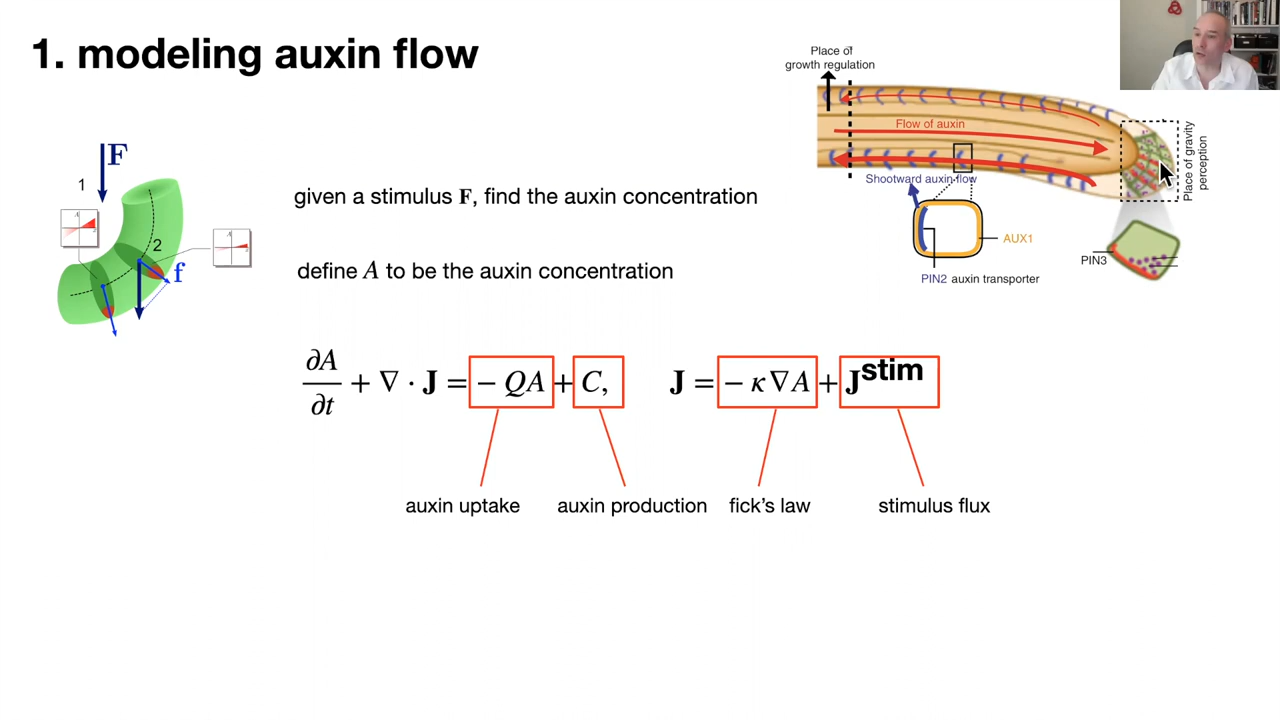 1. modeling auxin flow
Place of
growth regulation
Flow of auxin
Place of gravity
perception
Shootward auxin flow
AUX1
PIN2 auxin transporter
PIN3
F
1
2
f
given a stimulus F, find the auxin concentration
define A to be the auxin concentration
∂A/∂t + ∇ · J = − QA + C, J = − κ∇A + J^stim
auxin uptake auxin production fick's law stimulus flux